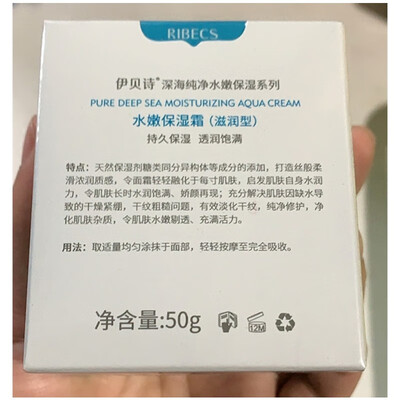 RIBECS
伊贝诗® 深海纯净水嫩保湿系列
PURE DEEP SEA MOISTURIZING AQUA CREAM
水嫩保湿霜（滋润型）
持久保湿 透润饱满
特点：天然保湿剂糖类同分异构体等成分的添加，打造丝般柔
滑浓润质感，令面霜轻轻融化于每寸肌肤，启发肌肤自身水润
力，令肌肤长时水润饱满、娇颜再现；充分解决肌肤因缺水导
致的干燥紧绷，干纹粗糙问题，有效淡化干纹，纯净修护，净
化肌肤杂质，令肌肤水嫩剔透、充满活力。
用法：取适量均匀涂抹于面部，轻轻按摩至完全吸收。
净含量:50g
12M